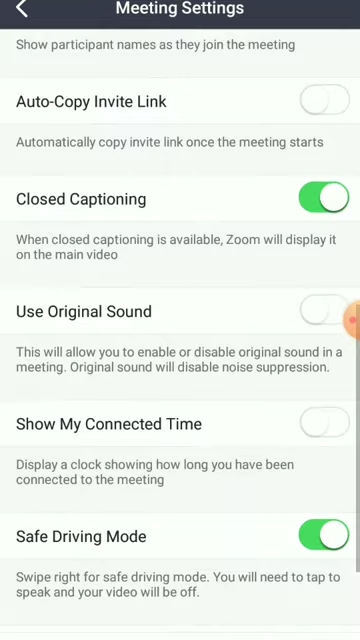 Meeting Settings
Show participant names as they join the meeting
Auto-Copy Invite Link
Automatically copy invite link once the meeting starts
Closed Captioning
When closed captioning is available, Zoom will display it
on the main video
Use Original Sound
This will allow you to enable or disable original sound in a
meeting. Original sound will disable noise suppression.
Show My Connected Time
Display a clock showing how long you have been
connected to the meeting
Safe Driving Mode
Swipe right for safe driving mode. You will need to tap to
speak and your video will be off.